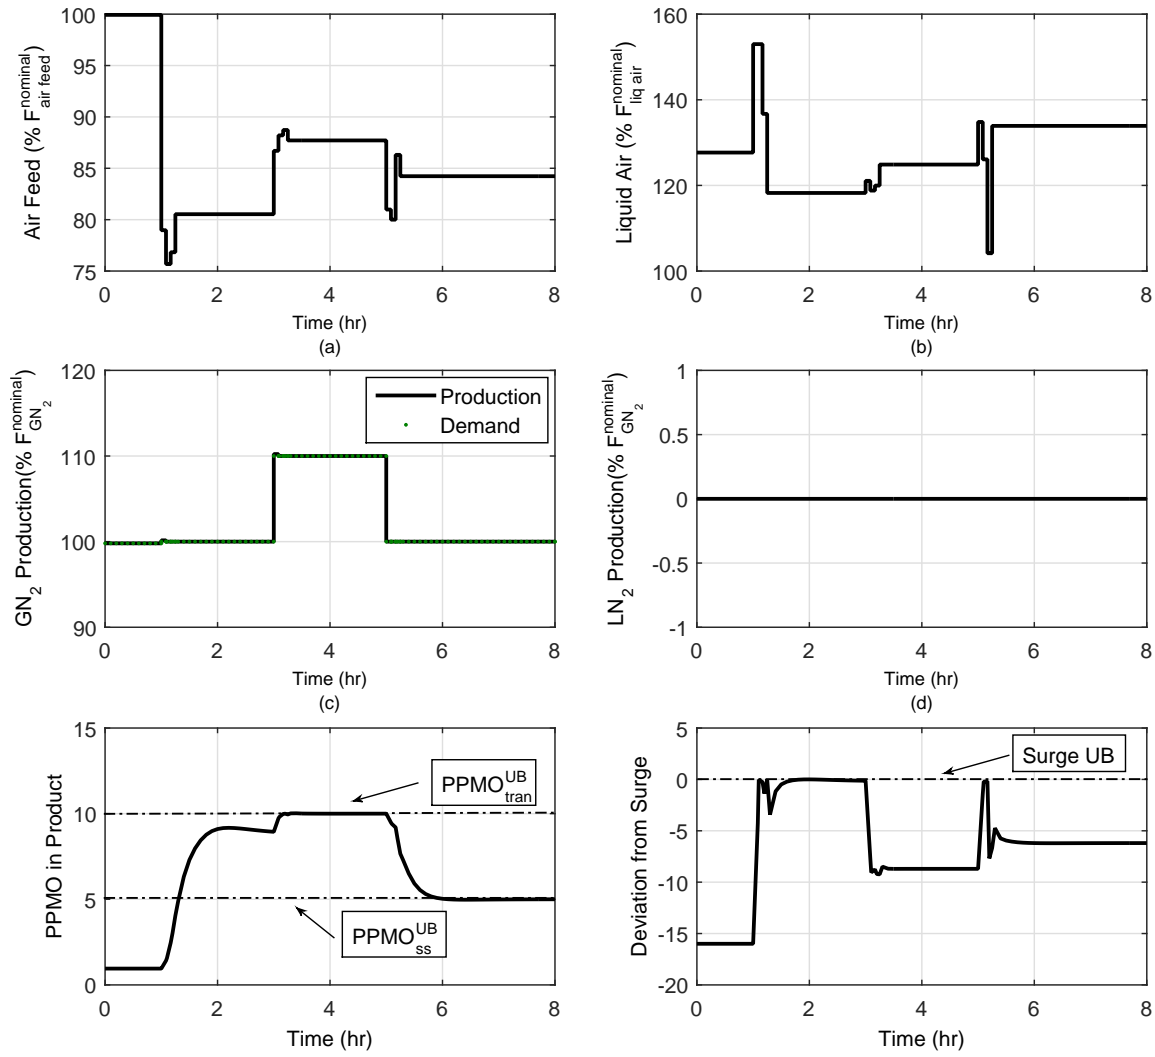 Air Feed (% F^nominal_air feed)
100
95
90
85
80
75
0 2 4 6 8
Time (hr)
(a)
Liquid Air (% F^nominal_liq air)
160
140
120
100
0 2 4 6 8
Time (hr)
(b)
GN₂ Production(% F^nominal_GN₂)
120
110
100
90
Production
Demand
0 2 4 6 8
Time (hr)
(c)
LN₂ Production(% F^nominal_GN₂)
1
0.5
0
-0.5
-1
0 2 4 6 8
Time (hr)
(d)
PPMO in Product
15
10
5
0
PPMO^UB_tran
PPMO^UB_ss
0 2 4 6 8
Time (hr)
Deviation from Surge
5
0
-5
-10
-15
-20
Surge UB
0 2 4 6 8
Time (hr)